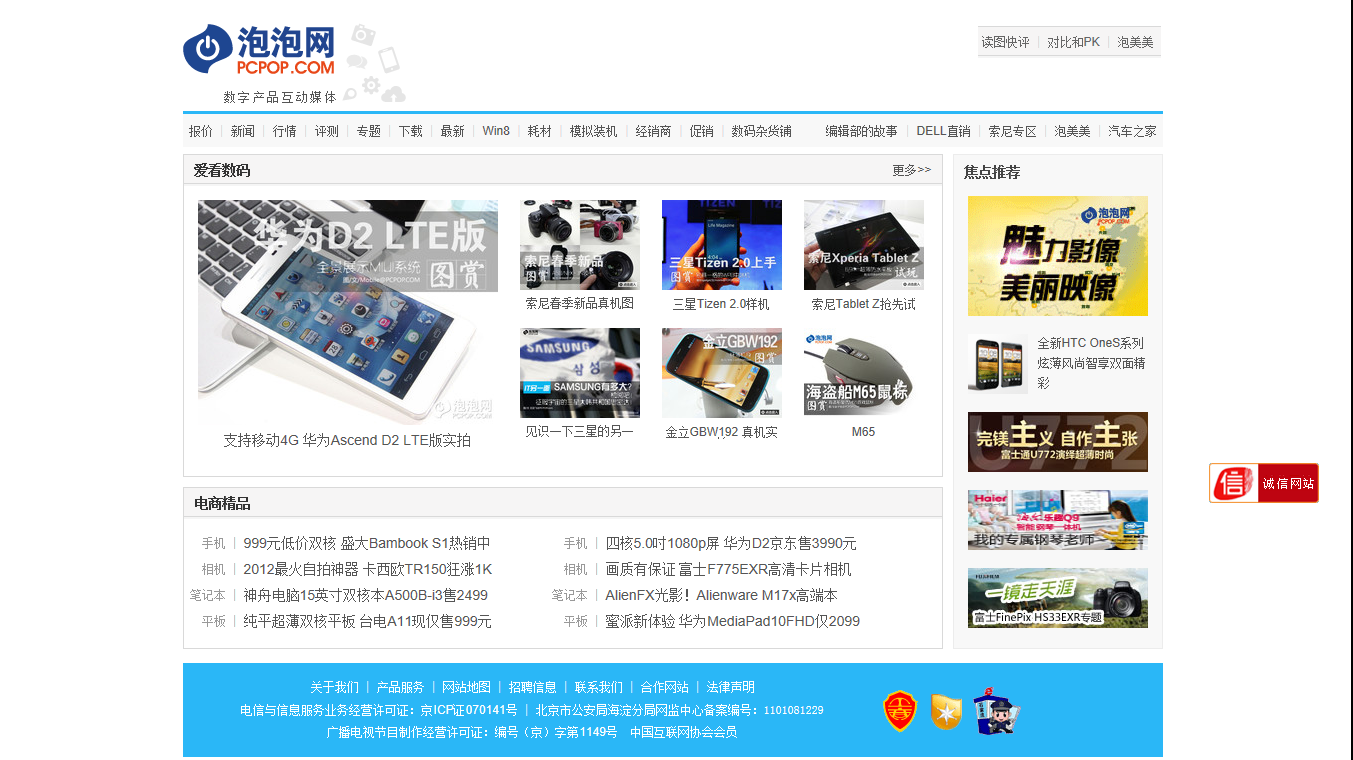 泡泡网
PCPOP.COM
数字产品互动媒体
读图快评 | 对比和PK | 泡美美
报价 | 新闻 | 行情 | 评测 | 专题 | 下载 | 最新 | Win8 | 耗材 | 模拟装机 | 经销商 | 促销 | 数码杂货铺 编辑部的故事 | DELL直销 | 索尼专区 | 泡美美 | 汽车之家
爱看数码 更多>>
华为D2 LTE版
全景展示MIUI系统
图/文/Mobile@PCPOP.COM
图赏
泡泡网
支持移动4G 华为Ascend D2 LTE版实拍
索尼春季新品
图赏
索尼春季新品真机图
TIZEN
Life Magazine
三星Tizen 2.0上手
图赏
三星Tizen 2.0样机
索尼Xperia Tablet Z
试玩
索尼Tablet Z抢先试
SAMSUNG
IT另一面 SAMSUNG有多大?
见识一下三星的另一
金立GBW192
图赏
金立GBW192 真机实
泡泡网
海盗船M65鼠标
图赏
M65
电商精品
手机 | 999元低价双核 盛大Bambook S1热销中
相机 | 2012最火自拍神器 卡西欧TR150狂涨1K
笔记本 | 神舟电脑15英寸双核本A500B-i3售2499
平板 | 纯平超薄双核平板 台电A11现仅售999元
手机 | 四核5.0吋1080p屏 华为D2京东售3990元
相机 | 画质有保证 富士F775EXR高清卡片相机
笔记本 | AlienFX光影！Alienware M17x高端本
平板 | 蜜派新体验 华为MediaPad10FHD仅2099
焦点推荐
泡泡网
PCPOP.COM
魅力影像
美丽映像
全新HTC OneS系列
炫薄风尚智享双面精
彩
U772
完镁主义 自作主张
富士通U772演绎超薄时尚
Haier
乐趣Q9
智能钢琴一体机
我的专属钢琴老师
FUJIFILM
一镜走天涯
富士FinePix HS33EXR专题
信 诚信网站
关于我们 | 产品服务 | 网站地图 | 招聘信息 | 联系我们 | 合作网站 | 法律声明
电信与信息服务业务经营许可证：京ICP证070141号 | 北京市公安局海淀分局网监中心备案编号：1101081229
广播电视节目制作经营许可证：编号（京）字第1149号 中国互联网协会会员